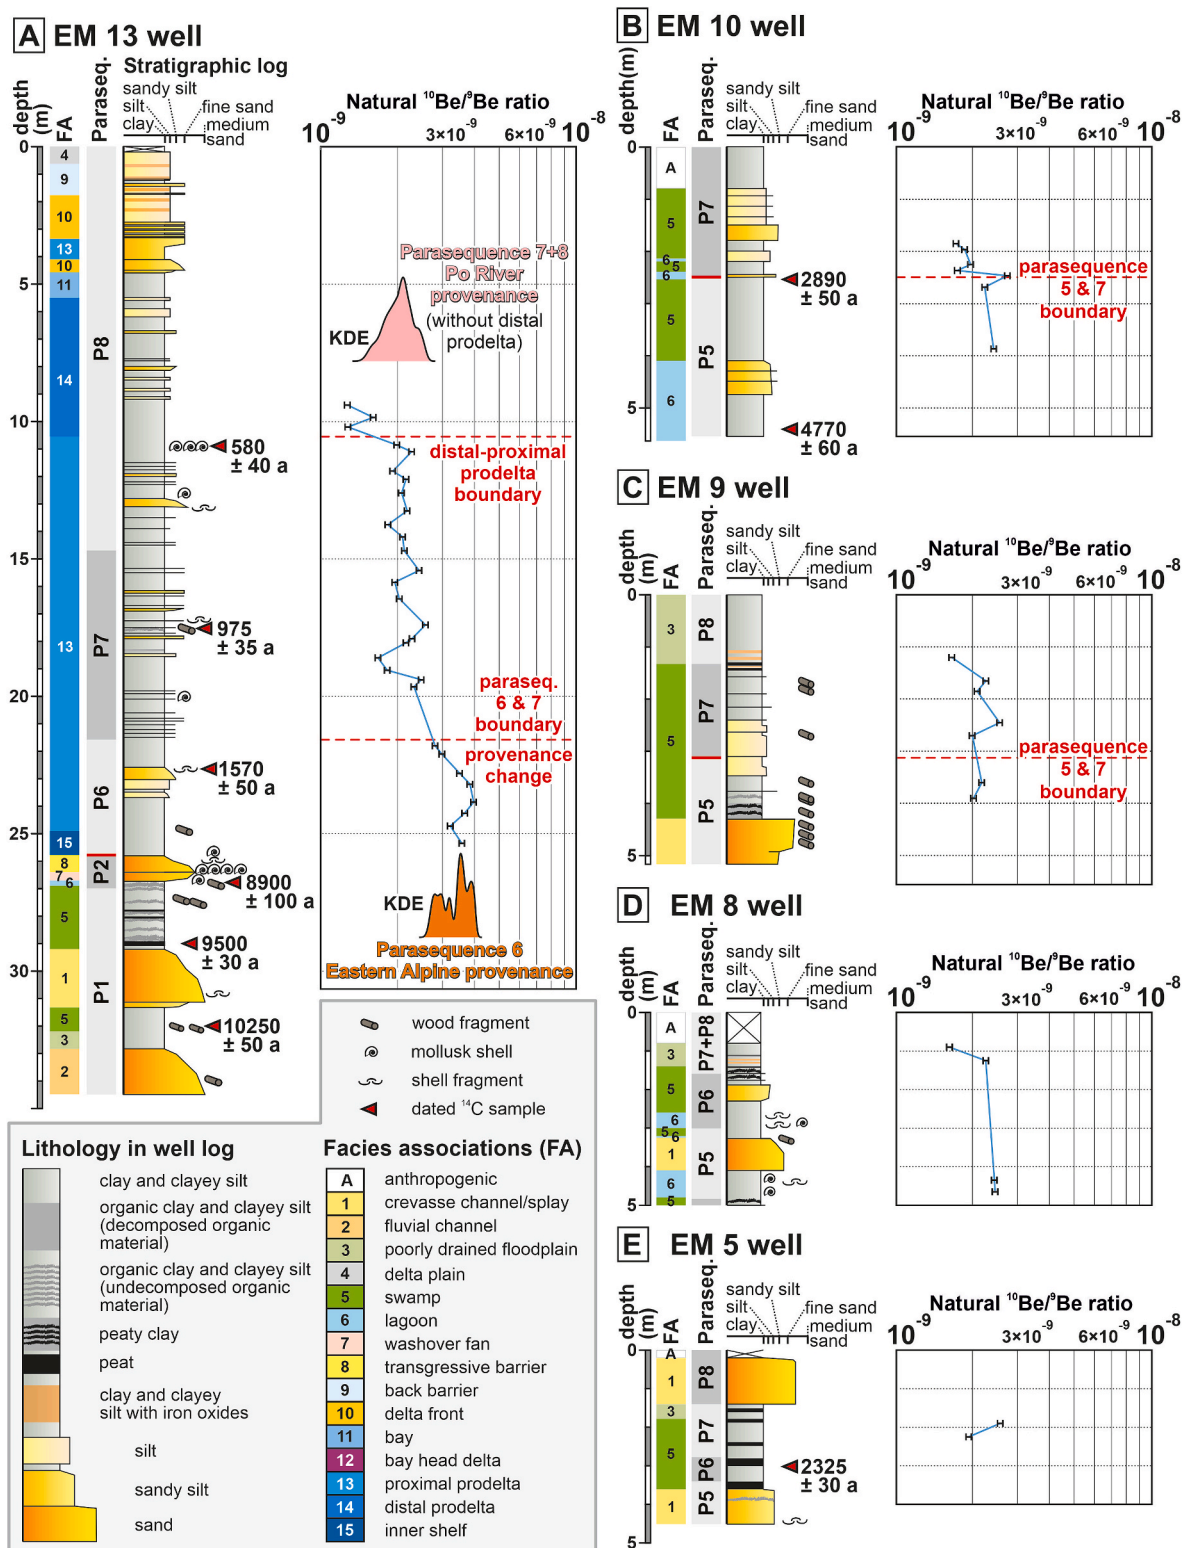 A EM 13 well
Stratigraphic log
depth (m)
FA
Paraseq.
sandy silt
silt
clay
fine sand
medium sand
Natural ¹⁰Be/⁹Be ratio
10⁻⁹ 3×10⁻⁹ 6×10⁻⁹ 10⁻⁸
0
5
10
15
20
25
30
4
9
10
13
10
11
14
13
15
8
7
6
5
1
5
3
2
P8
P7
P6
P2
P1
580
± 40 a
975
± 35 a
1570
± 50 a
8900
± 100 a
9500
± 30 a
10250
± 50 a
Parasequence 7+8
Po River
provenance
(without distal
prodelta)
KDE
distal-proximal
prodelta
boundary
paraseq.
6 & 7
boundary
provenance
change
KDE
Parasequence 6
Eastern Alpine provenance
B EM 10 well
depth(m)
FA
Paraseq.
sandy silt
silt
clay
fine sand
medium
sand
Natural ¹⁰Be/⁹Be ratio
10⁻⁹ 3×10⁻⁹ 6×10⁻⁹ 10⁻⁸
0
5
A
5
6
5
6
5
6
P7
P5
2890
± 50 a
4770
± 60 a
parasequence
5 & 7
boundary
C EM 9 well
depth
(m)
FA
Paraseq.
sandy silt
silt
clay
fine sand
medium
sand
Natural ¹⁰Be/⁹Be ratio
10⁻⁹ 3×10⁻⁹ 6×10⁻⁹ 10⁻⁸
0
5
3
5
P8
P7
P5
parasequence
5 & 7
boundary
D EM 8 well
depth
(m)
FA
Paraseq.
sandy silt
silt
clay
fine sand
medium
sand
Natural ¹⁰Be/⁹Be ratio
10⁻⁹ 3×10⁻⁹ 6×10⁻⁹ 10⁻⁸
0
5
A
3
5
6
5
6
1
6
5
P7+P8
P6
P5
E EM 5 well
depth
(m)
FA
Paraseq.
sandy silt
silt
clay
fine sand
medium
sand
Natural ¹⁰Be/⁹Be ratio
10⁻⁹ 3×10⁻⁹ 6×10⁻⁹ 10⁻⁸
0
5
A
1
3
5
1
P8
P7
P6
P5
2325
± 30 a
wood fragment
mollusk shell
shell fragment
dated ¹⁴C sample
Lithology in well log
clay and clayey silt
organic clay and clayey silt
(decomposed organic
material)
organic clay and clayey silt
(undecomposed organic
material)
peaty clay
peat
clay and clayey
silt with iron oxides
silt
sandy silt
sand
Facies associations (FA)
A anthropogenic
1 crevasse channel/splay
2 fluvial channel
3 poorly drained floodplain
4 delta plain
5 swamp
6 lagoon
7 washover fan
8 transgressive barrier
9 back barrier
10 delta front
11 bay
12 bay head delta
13 proximal prodelta
14 distal prodelta
15 inner shelf